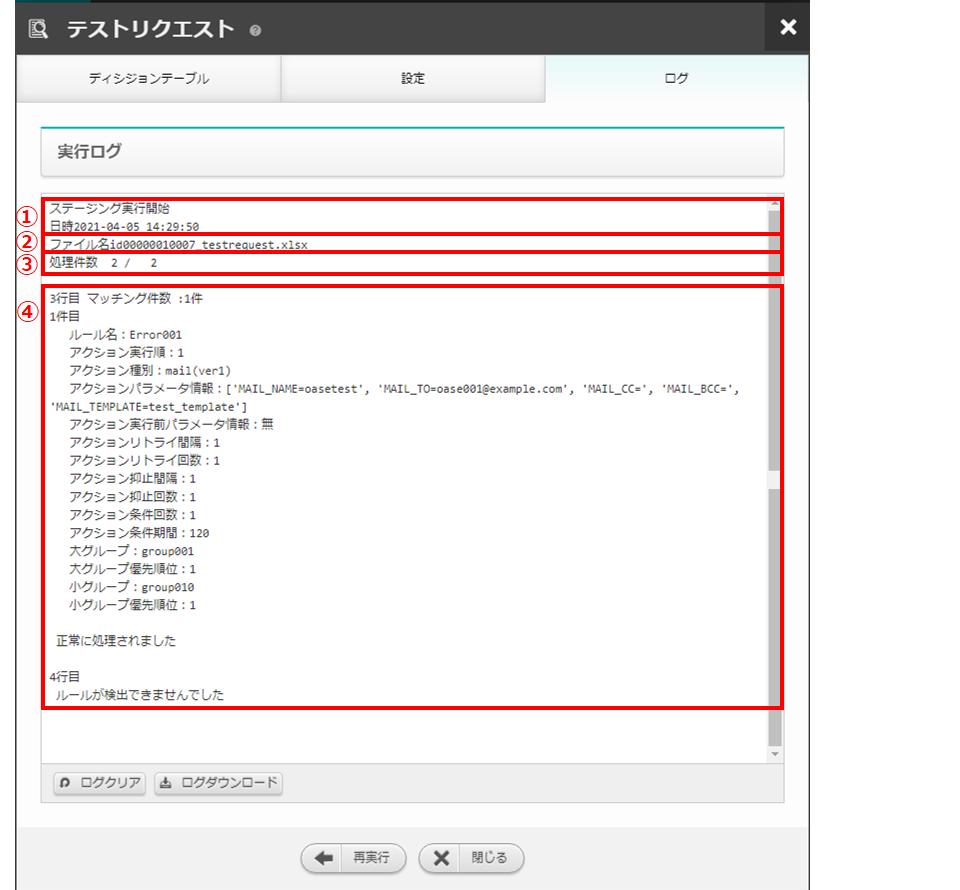 テストリクエスト
ディシジョンテーブル
設定
ログ
実行ログ
①
ステージング実行開始
日時2021-04-05 14:29:50
②
ファイル名id00000010007_testrequest.xlsx
③
処理件数 2 / 2
④
3行目 マッチング件数 :1件
1件目
ルール名：Error001
アクション実行順：1
アクション種別：mail(ver1)
アクションパラメータ情報：['MAIL_NAME=oasetest', 'MAIL_TO=oase001@example.com', 'MAIL_CC=', 'MAIL_BCC=',
'MAIL_TEMPLATE=test_template']
アクション実行前パラメータ情報：無
アクションリトライ間隔：1
アクションリトライ回数：1
アクション抑止間隔：1
アクション抑止回数：1
アクション条件回数：1
アクション条件期間：120
大グループ：group001
大グループ優先順位：1
小グループ：group010
小グループ優先順位：1
正常に処理されました
4行目
ルールが検出できませんでした
ログクリア
ログダウンロード
再実行
閉じる